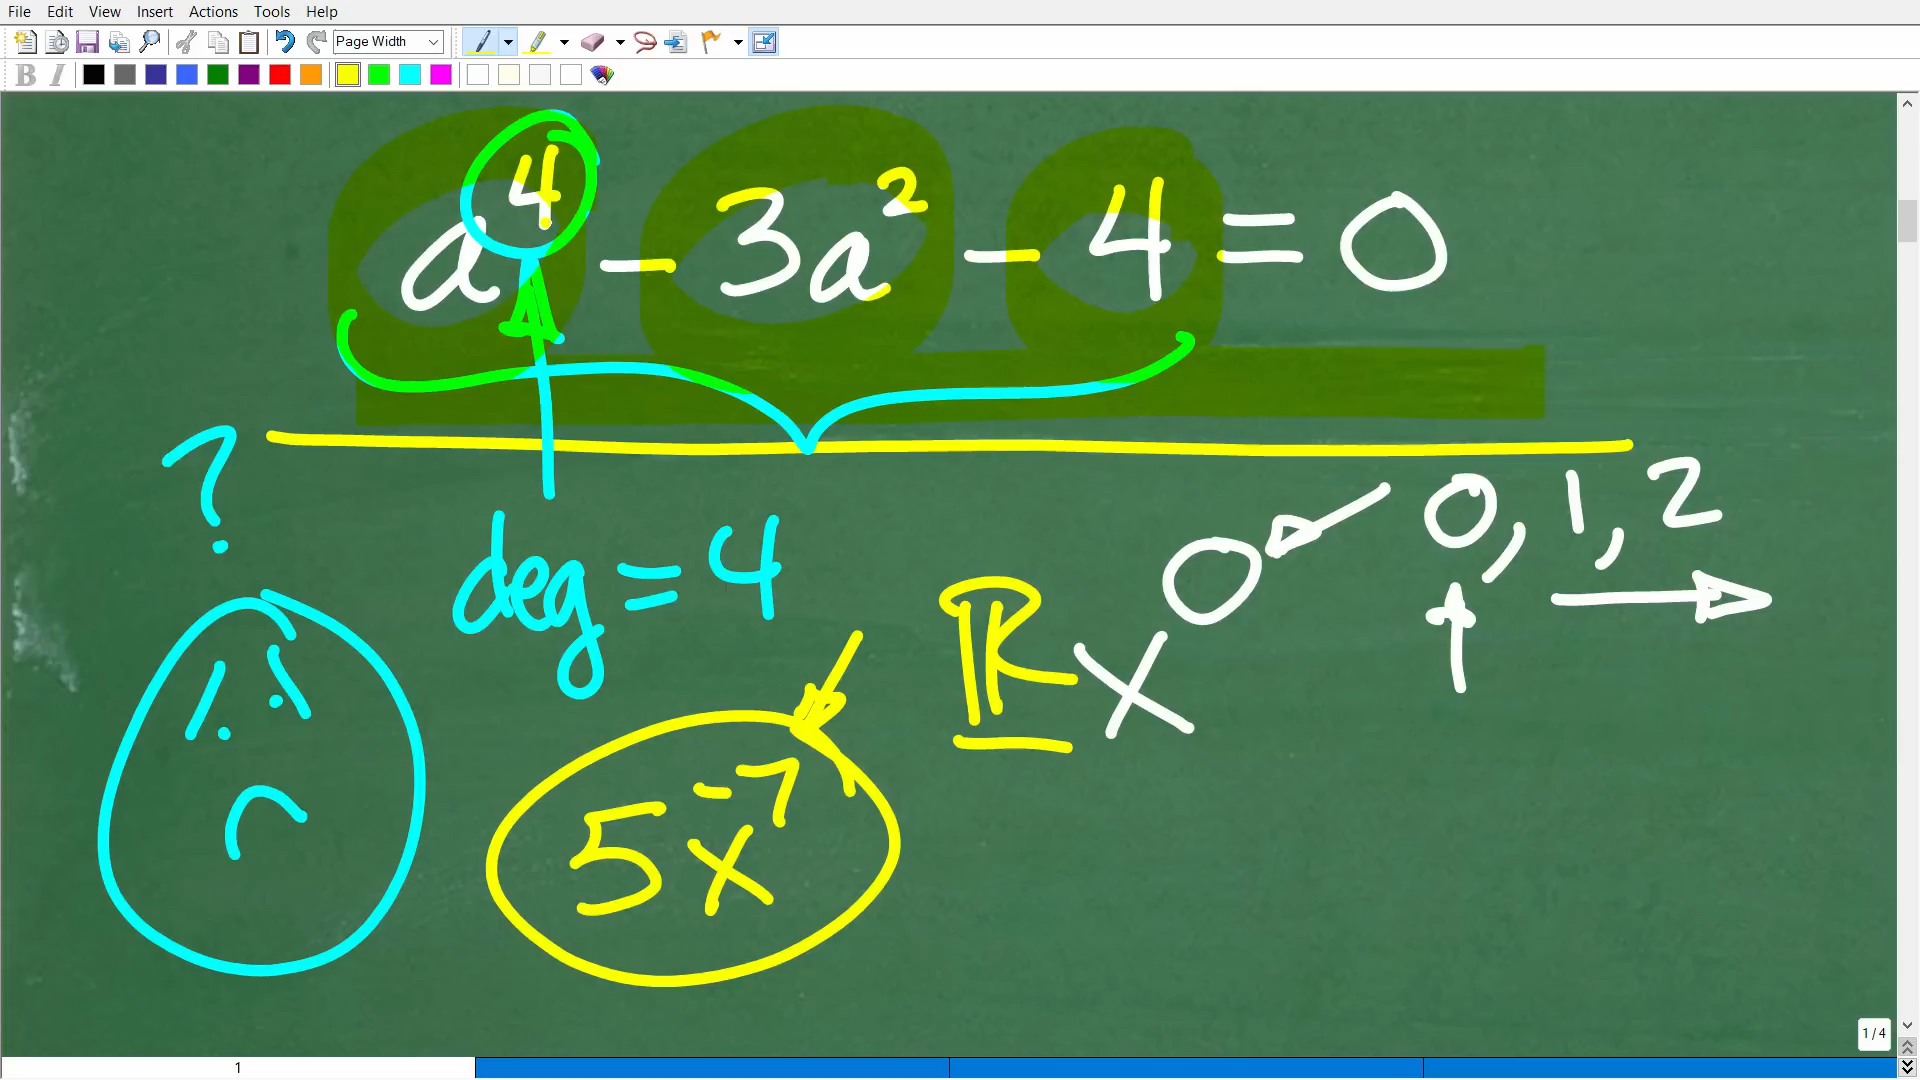 File Edit View Insert Actions Tools Help
Page Width
B I
a⁴ - 3a² - 4 = 0
?
deg = 4
0, 1, 2
ℝ x⁰
5x⁻⁷
1 / 4
1